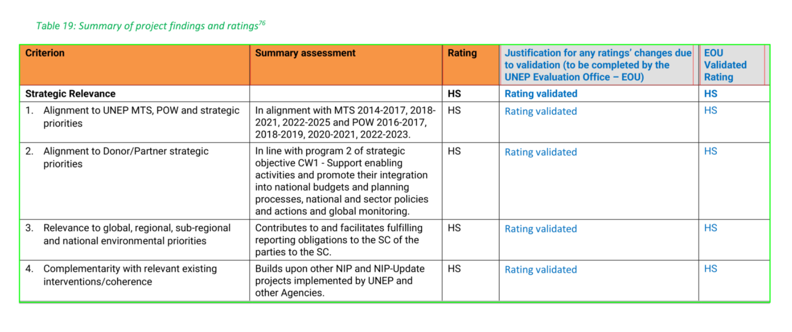 Table 19: Summary of project findings and ratings76
Criterion
Summary assessment
Rating
Justification for any ratings' changes due
to validation (to be completed by the
UNEP Evaluation Office – EOU)
EOU
Validated
Rating
Strategic Relevance
HS
Rating validated
HS
1. Alignment to UNEP MTS, POW and strategic
priorities
In alignment with MTS 2014-2017, 2018-
2021, 2022-2025 and POW 2016-2017,
2018-2019, 2020-2021, 2022-2023.
HS
Rating validated
HS
2. Alignment to Donor/Partner strategic
priorities
In line with program 2 of strategic
objective CW1 - Support enabling
activities and promote their integration
into national budgets and planning
processes, national and sector policies
and actions and global monitoring.
HS
Rating validated
HS
3. Relevance to global, regional, sub-regional
and national environmental priorities
Contributes to and facilitates fulfilling
reporting obligations to the SC of the
parties to the SC.
HS
Rating validated
HS
4. Complementarity with relevant existing
interventions/coherence
Builds upon other NIP and NIP-Update
projects implemented by UNEP and
other Agencies.
HS
Rating validated
HS